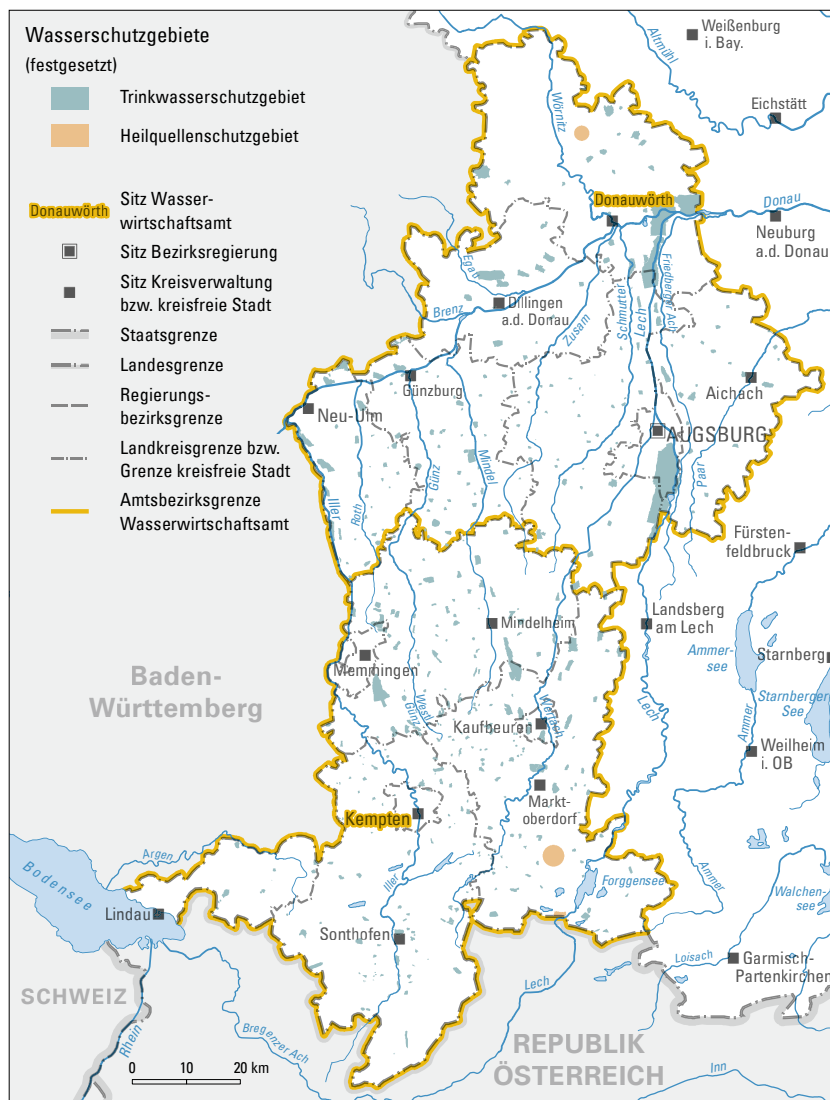 Wasserschutzgebiete
(festgesetzt)
Trinkwasserschutzgebiet
Heilquellenschutzgebiet
Donauwörth
Sitz Wasser-
wirtschaftsamt
Sitz Bezirksregierung
Sitz Kreisverwaltung
bzw. kreisfreie Stadt
Staatsgrenze
Landesgrenze
Regierungs-
bezirksgrenze
Landkreisgrenze bzw.
Grenze kreisfreie Stadt
Amtsbezirksgrenze
Wasserwirtschaftsamt
Weißenburg
i. Bay.
Altmühl
Eichstätt
Wörnitz
Donauwörth
Donau
Neuburg
a.d. Donau
Egau
Brenz
Dillingen
a.d. Donau
Zusam
Schmutter
Lech
Friedberger Ach
Günzburg
Neu-Ulm
Aichach
AUGSBURG
Iller
Roth
Günz
Mindel
Paar
Fürsten-
feldbruck
Mindelheim
Landsberg
am Lech
Ammer-
see
Starnberg
Memmingen
Baden-
Württemberg
Westl.
Günz
Kaufbeuren
Wertach
Lech
Ammer
Starnberger
See
Weilheim
i. OB
Markt-
oberdorf
Kempten
Argen
Bodensee
Iller
Forggensee
Ammer
Walchen-
see
Lindau
Sonthofen
Loisach
Garmisch-
Partenkirchen
SCHWEIZ
Rhein
Bregenzer Ach
Lech
REPUBLIK
ÖSTERREICH
Inn
0 10 20 km